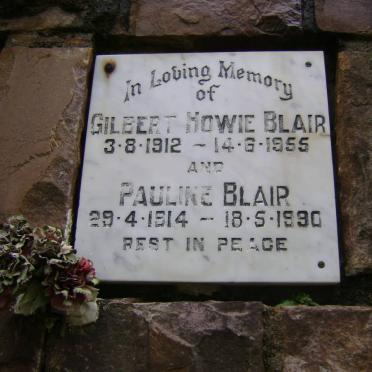 In Loving Memory
of
GILBERT HOWIE BLAIR
3·8·1912 ~ 14·6·1955
AND
PAULINE BLAIR
29·4·1914 ~ 18·5·1990
REST IN PEACE